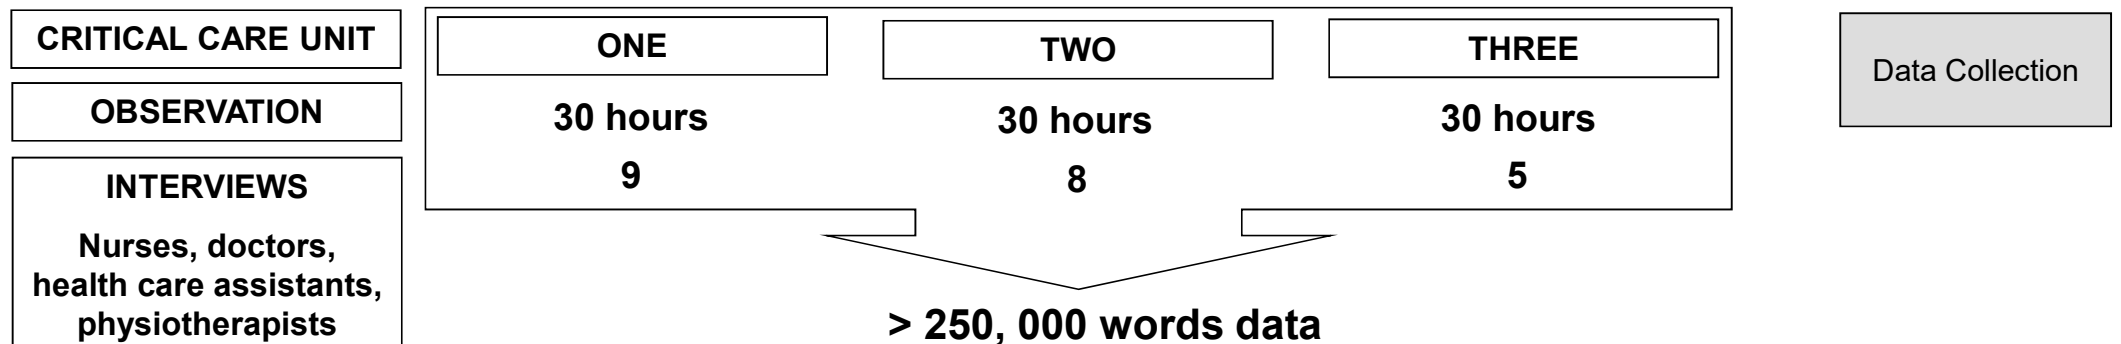 CRITICAL CARE UNIT
ONE
TWO
THREE
Data Collection
OBSERVATION
30 hours
30 hours
30 hours
INTERVIEWS
Nurses, doctors,
health care assistants,
physiotherapists
9
8
5
> 250, 000 words data